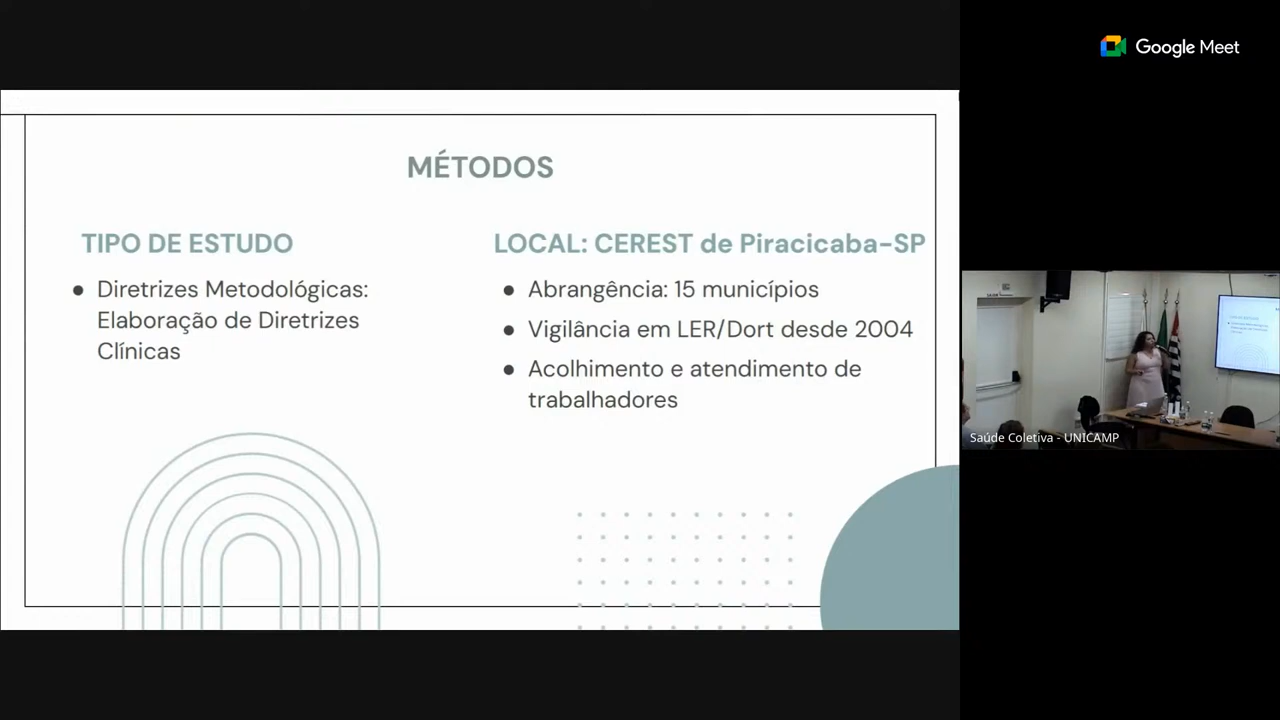 Google Meet
MÉTODOS
TIPO DE ESTUDO
● Diretrizes Metodológicas:
Elaboração de Diretrizes
Clínicas
LOCAL: CEREST de Piracicaba-SP
● Abrangência: 15 municípios
● Vigilância em LER/Dort desde 2004
● Acolhimento e atendimento de
trabalhadores
Saúde Coletiva - UNICAMP